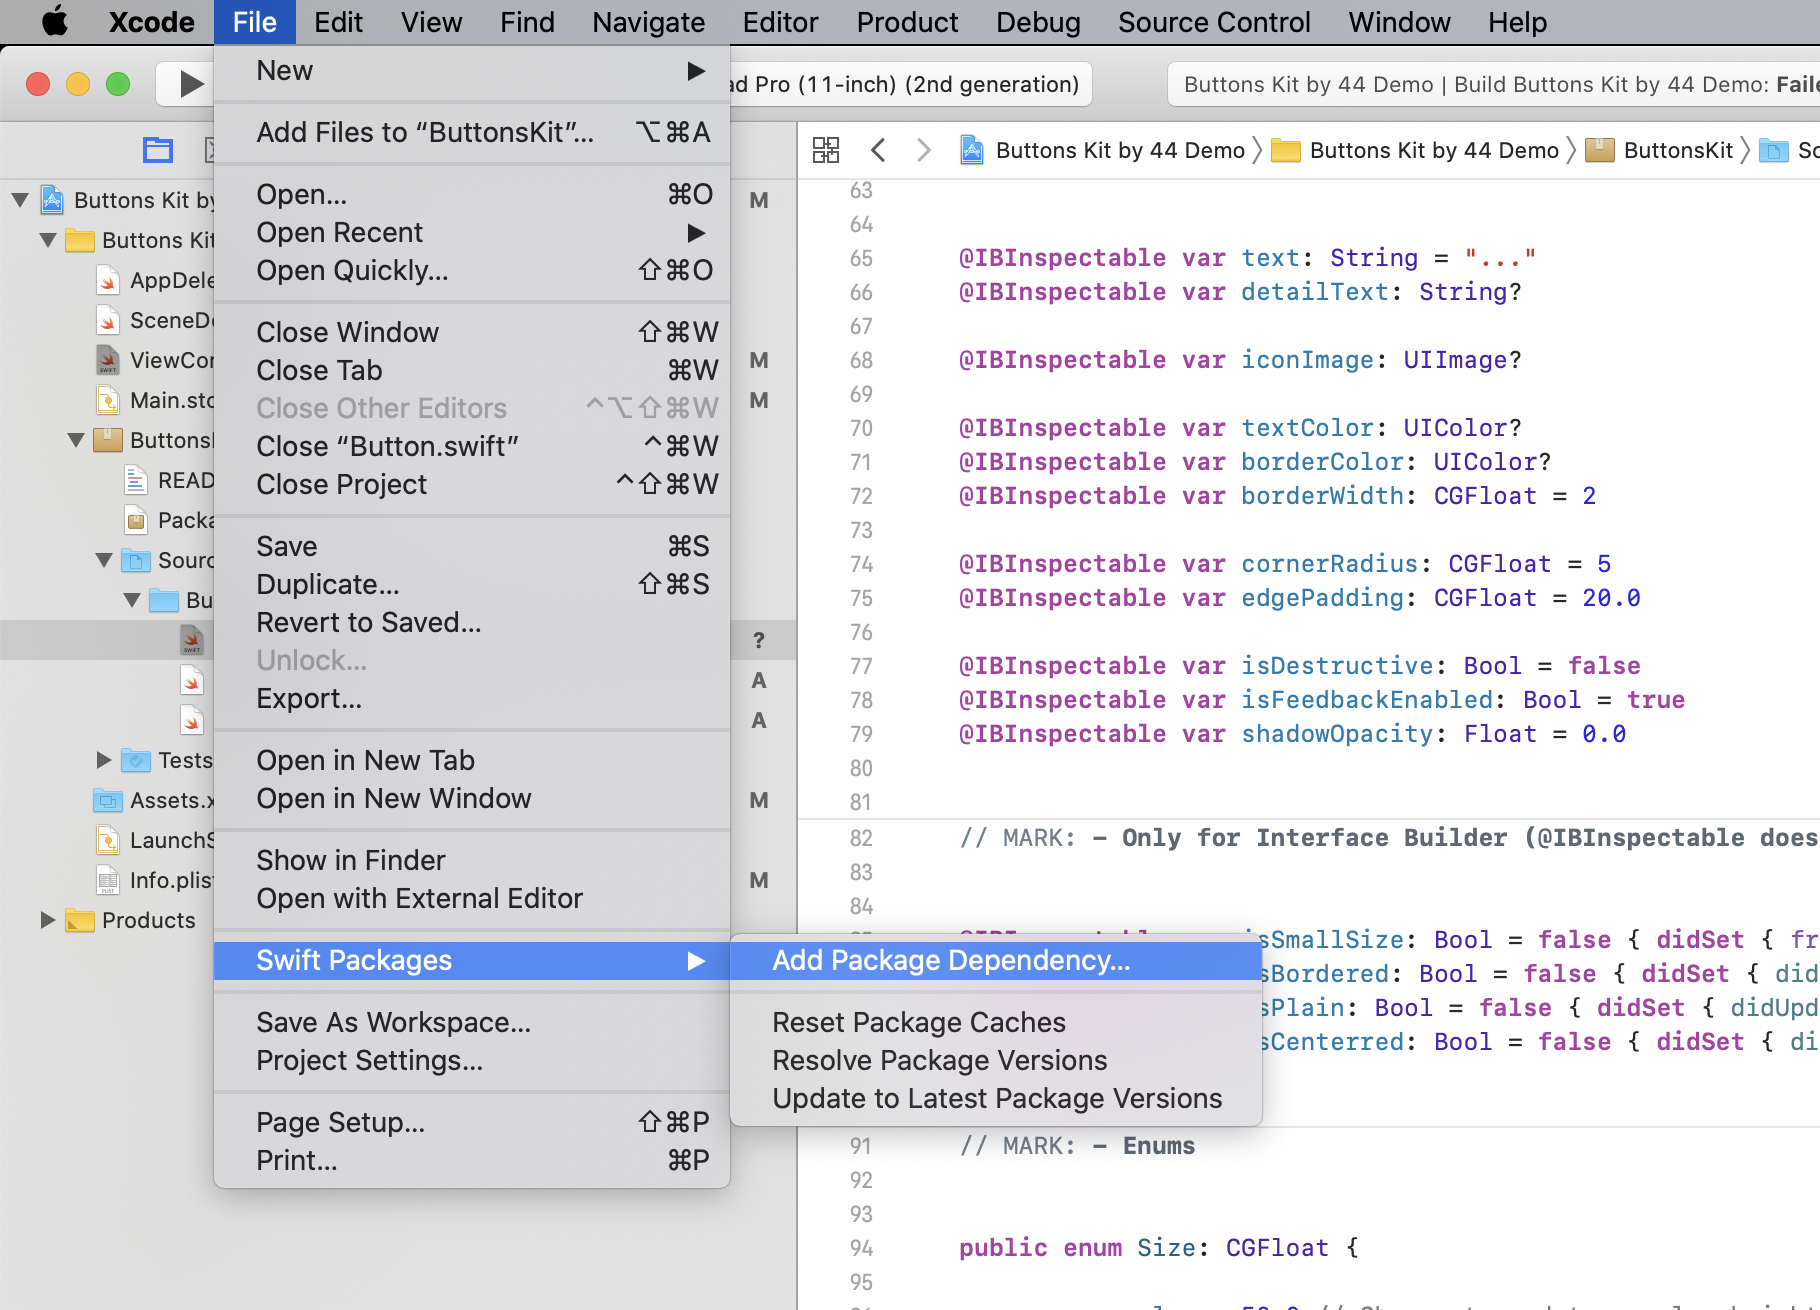 Xcode File Edit View Find Navigate Editor Product Debug Source Control Window Help
ad Pro (11-inch) (2nd generation)
Buttons Kit by 44 Demo | Build Buttons Kit by 44 Demo: Faile
Buttons Kit by
Buttons Kit
AppDele
SceneDe
ViewCon
Main.sto
Buttons
READ
Packa
Sourc
Bu
Tests
Assets.x
LaunchS
Info.plist
Products
M
M
M
?
A
A
M
M
New
Add Files to “ButtonsKit”... ⌥⌘A
Open... ⌘O
Open Recent
Open Quickly... ⇧⌘O
Close Window ⇧⌘W
Close Tab ⌘W
Close Other Editors ^⌥⇧⌘W
Close “Button.swift” ^⌘W
Close Project ^⇧⌘W
Save ⌘S
Duplicate... ⇧⌘S
Revert to Saved...
Unlock...
Export...
Open in New Tab
Open in New Window
Show in Finder
Open with External Editor
Swift Packages
Save As Workspace...
Project Settings...
Page Setup... ⇧⌘P
Print... ⌘P
Add Package Dependency...
Reset Package Caches
Resolve Package Versions
Update to Latest Package Versions
Buttons Kit by 44 Demo Buttons Kit by 44 Demo ButtonsKit So
63
64
65 @IBInspectable var text: String = "..."
66 @IBInspectable var detailText: String?
67
68 @IBInspectable var iconImage: UIImage?
69
70 @IBInspectable var textColor: UIColor?
71 @IBInspectable var borderColor: UIColor?
72 @IBInspectable var borderWidth: CGFloat = 2
73
74 @IBInspectable var cornerRadius: CGFloat = 5
75 @IBInspectable var edgePadding: CGFloat = 20.0
76
77 @IBInspectable var isDestructive: Bool = false
78 @IBInspectable var isFeedbackEnabled: Bool = true
79 @IBInspectable var shadowOpacity: Float = 0.0
80
81
82 // MARK: - Only for Interface Builder (@IBInspectable does
83
84
sSmallSize: Bool = false { didSet { fr
sBordered: Bool = false { didSet { did
sPlain: Bool = false { didSet { didUpd
sCenterred: Bool = false { didSet { di
91 // MARK: - Enums
92
93
94 public enum Size: CGFloat {
95